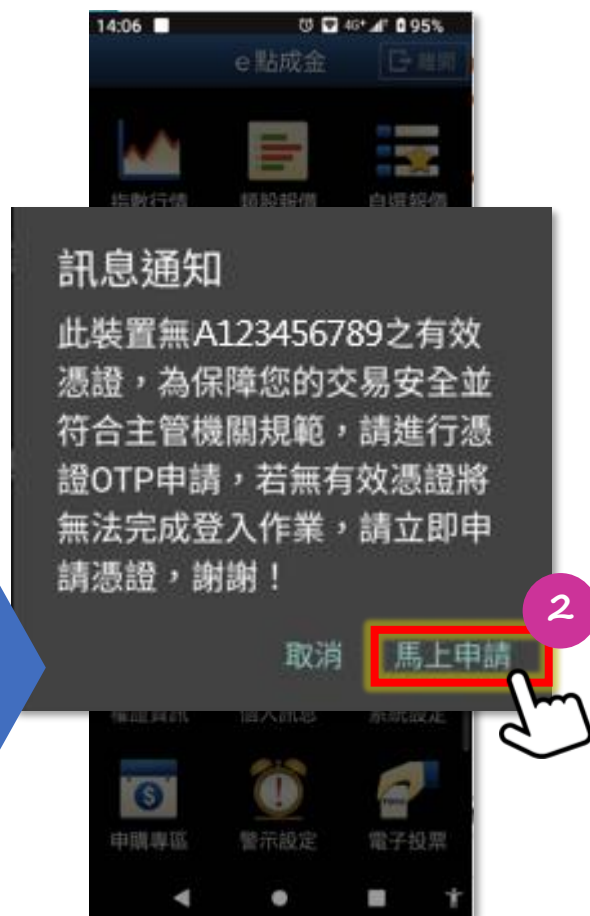 14:06 4G+ 95%
e點成金 離開
指數行情 類股報價 自選報價
訊息通知
此裝置無A123456789之有效
憑證，為保障您的交易安全並
符合主管機關規範，請進行憑
證OTP申請，若無有效憑證將
無法完成登入作業，請立即申
請憑證，謝謝！
2
取消 馬上申請
權證資訊 個人訊息 系統設定
申購專區 警示設定 電子投票